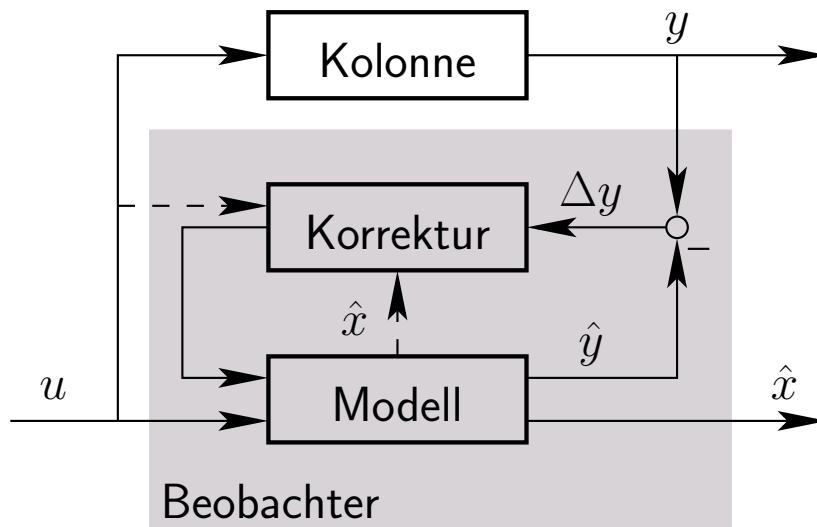 y
Kolonne
Δy
Korrektur
−
x̂
ŷ
u
x̂
Modell
Beobachter